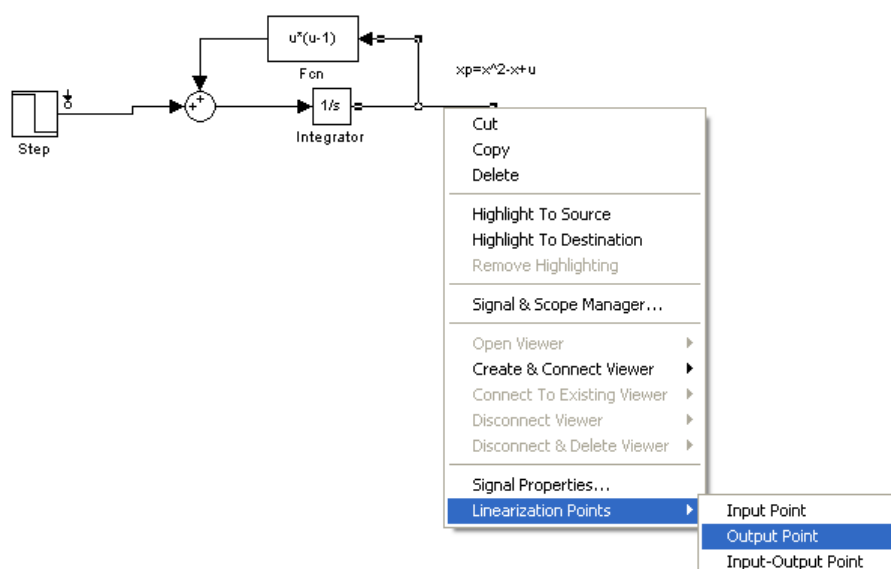 u*(u-1)
Fcn
xp=x^2-x+u
+
+
1/s
Integrator
Step
Cut
Copy
Delete
Highlight To Source
Highlight To Destination
Remove Highlighting
Signal & Scope Manager...
Open Viewer
Create & Connect Viewer
Connect To Existing Viewer
Disconnect Viewer
Disconnect & Delete Viewer
Signal Properties...
Linearization Points
Input Point
Output Point
Input-Output Point